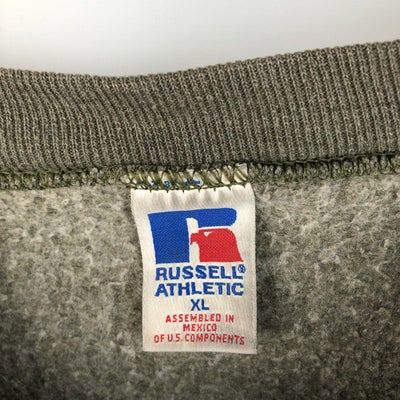 RUSSELL®
ATHLETIC
XL
ASSEMBLED IN
MEXICO
OF U.S. COMPONENTS